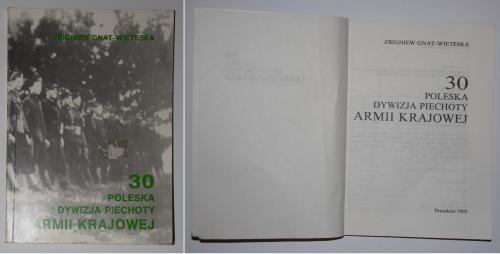 ZBIGNIEW GNAT-WIETESKA
30
POLESKA
DYWIZJA PIECHOTY
ARMII KRAJOWEJ
ZBIGNIEW GNAT-WIETESKA
30
POLESKA
DYWIZJA PIECHOTY
ARMII KRAJOWEJ
Pruszków 1993